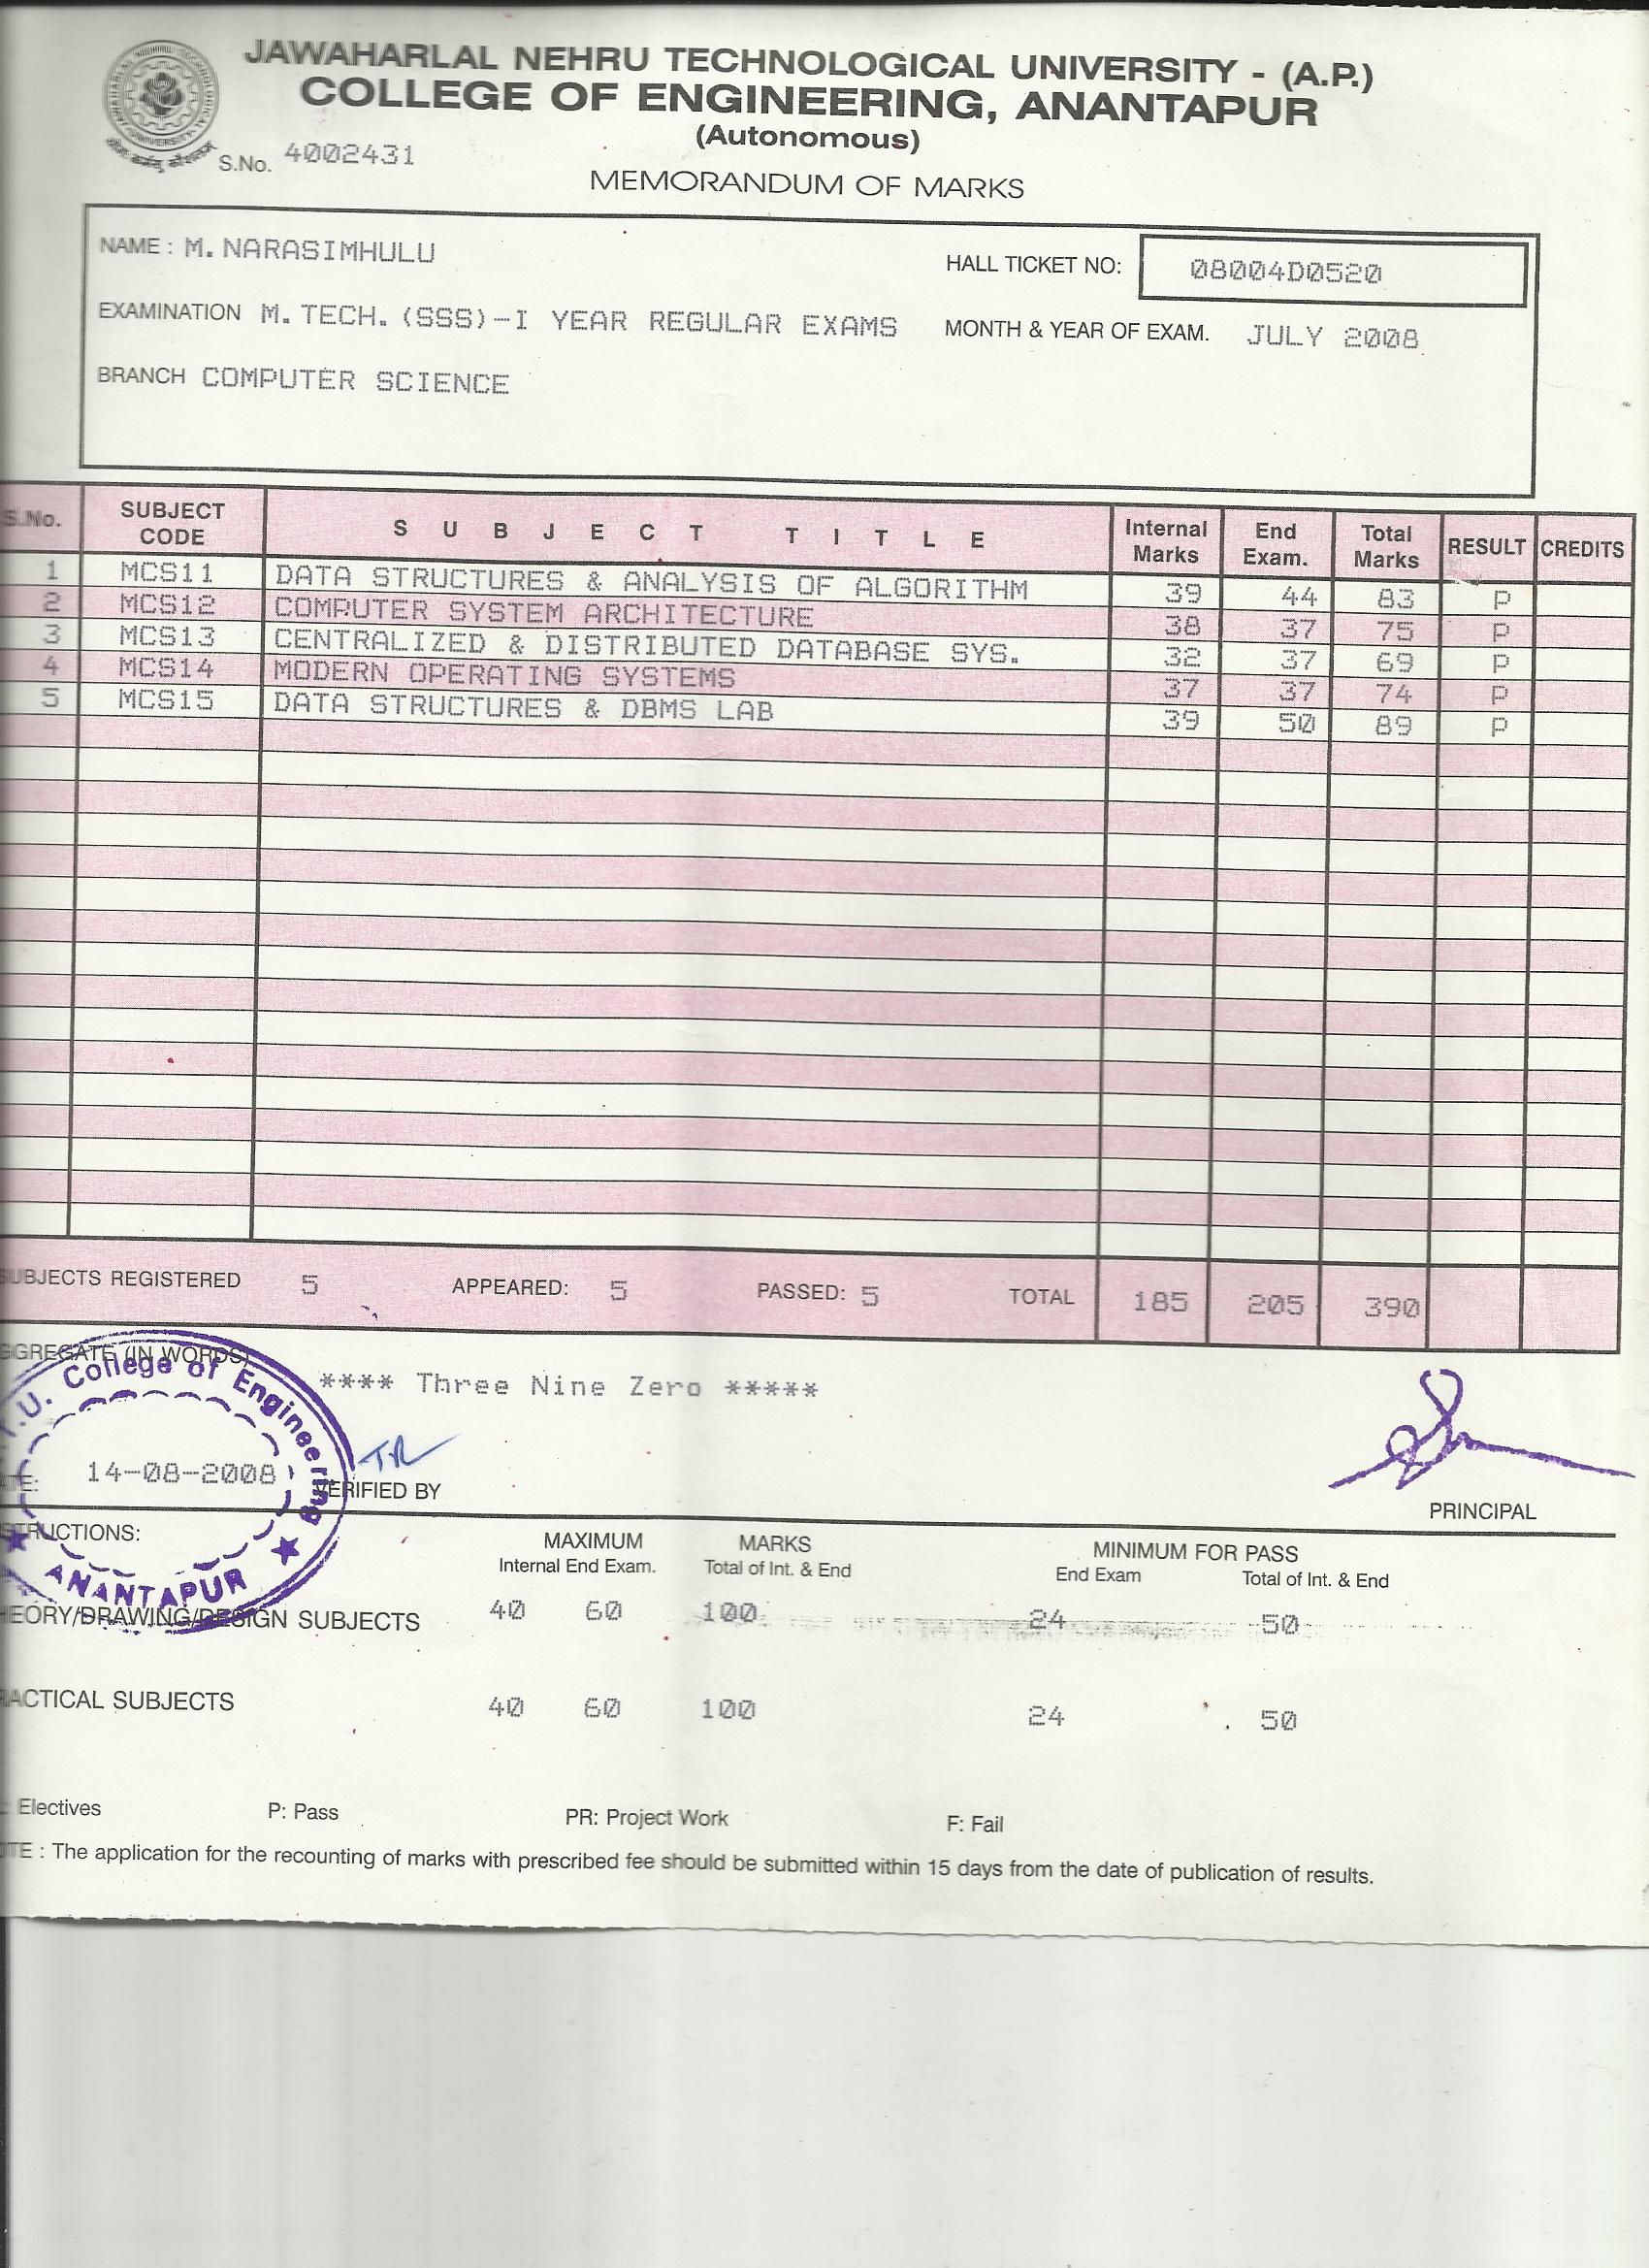 JAWAHARLAL NEHRU TECHNOLOGICAL UNIVERSITY - (A.P.)
COLLEGE OF ENGINEERING, ANANTAPUR
(Autonomous)
S.No. 4002431
MEMORANDUM OF MARKS
NAME : M. NARASIMHULU
HALL TICKET NO: 08004D0520
EXAMINATION M. TECH. (SSS)-I YEAR REGULAR EXAMS
MONTH & YEAR OF EXAM. JULY 2008
BRANCH COMPUTER SCIENCE
S.No. SUBJECT CODE SUBJECT TITLE Internal Marks End Exam. Total Marks RESULT CREDITS
1 MCS11 DATA STRUCTURES & ANALYSIS OF ALGORITHM 39 44 83 P
2 MCS12 COMPUTER SYSTEM ARCHITECTURE 38 37 75 P
3 MCS13 CENTRALIZED & DISTRIBUTED DATABASE SYS. 32 37 69 P
4 MCS14 MODERN OPERATING SYSTEMS 37 37 74 P
5 MCS15 DATA STRUCTURES & DBMS LAB 39 50 89 P
UBJECTS REGISTERED 5 APPEARED: 5 PASSED: 5 TOTAL 185 205 390
GGREGATE (IN WORDS) **** Three Nine Zero *****
.U. College of Engineering
ANANTAPUR
TE: 14-08-2008
VERIFIED BY
PRINCIPAL
STRUCTIONS:
MAXIMUM MARKS MINIMUM FOR PASS
Internal End Exam. Total of Int. & End End Exam Total of Int. & End
HEORY/DRAWING/DESIGN SUBJECTS 40 60 100 24 50
RACTICAL SUBJECTS 40 60 100 24 50
: Electives P: Pass PR: Project Work F: Fail
OTE : The application for the recounting of marks with prescribed fee should be submitted within 15 days from the date of publication of results.